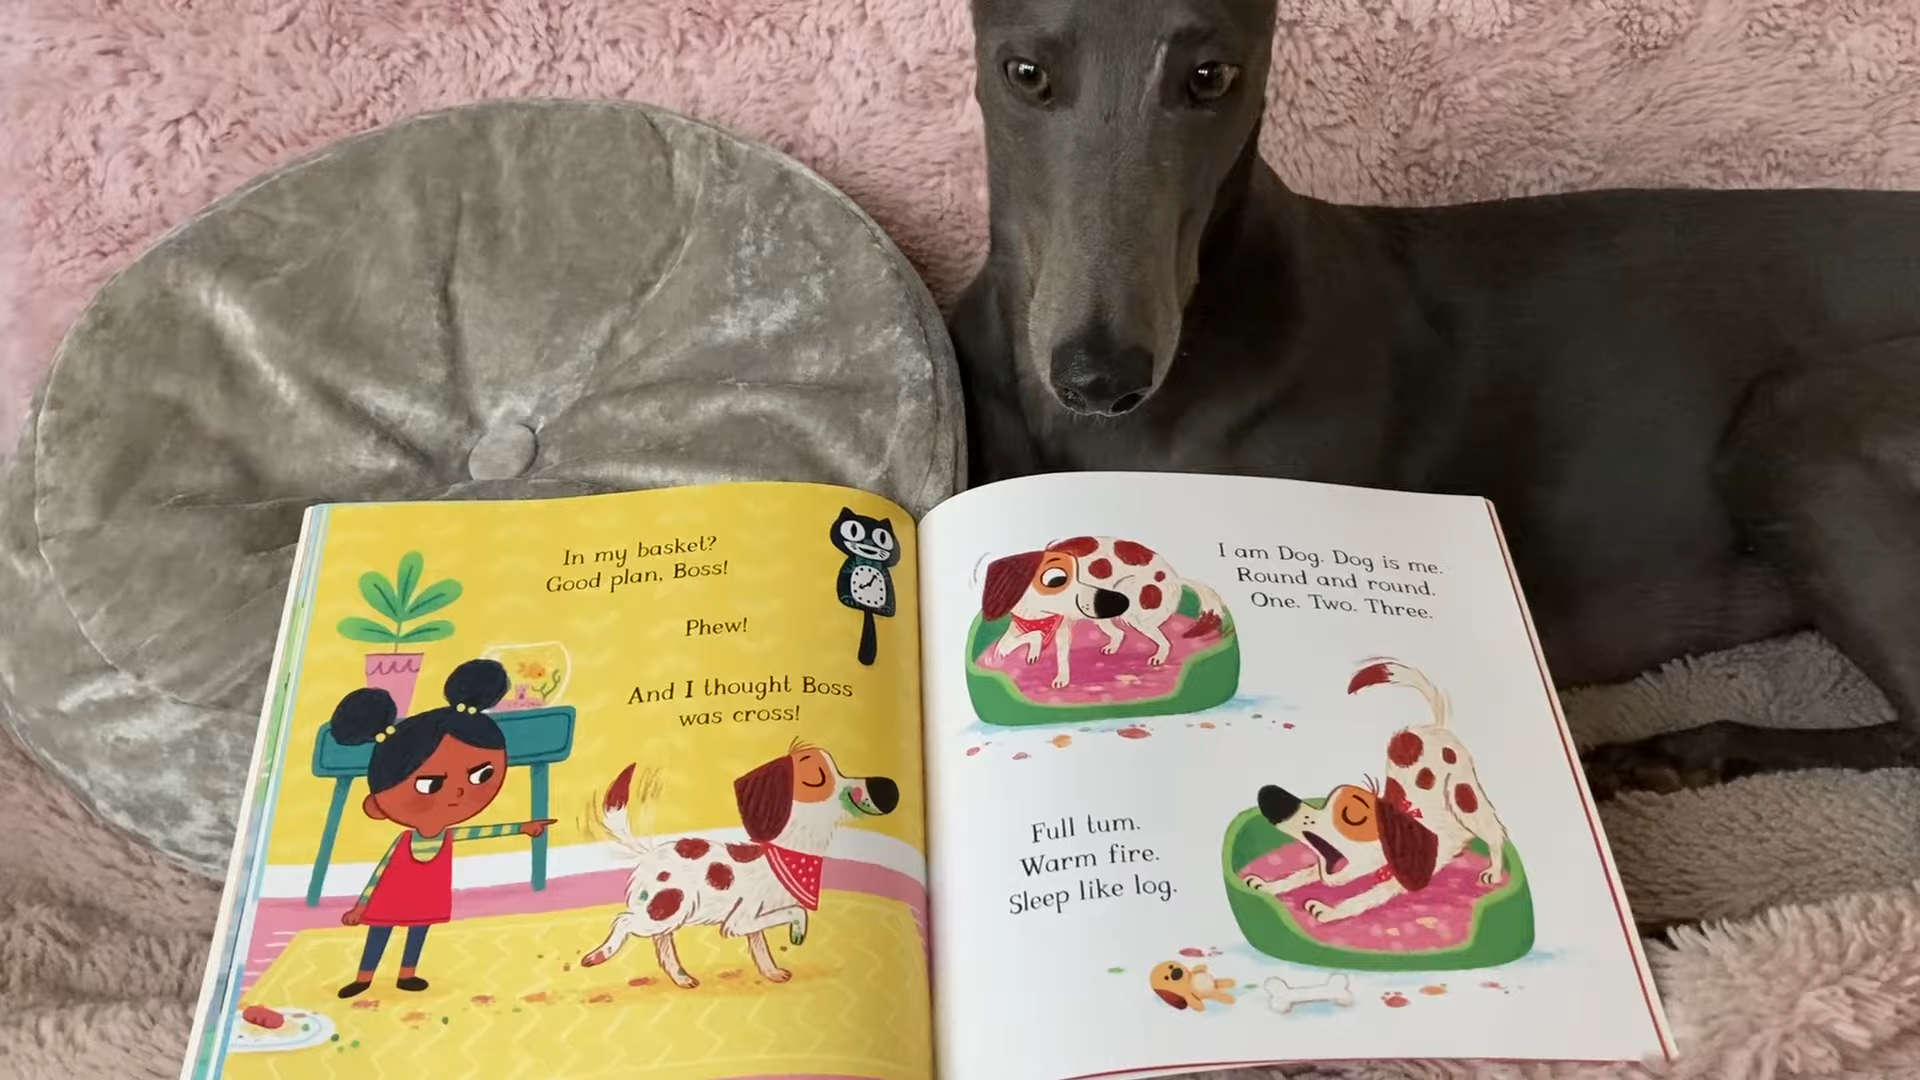 In my basket?
Good plan, Boss!
Phew!
And I thought Boss
was cross!
I am Dog. Dog is me.
Round and round.
One. Two. Three.
Full tum.
Warm fire.
Sleep like log.